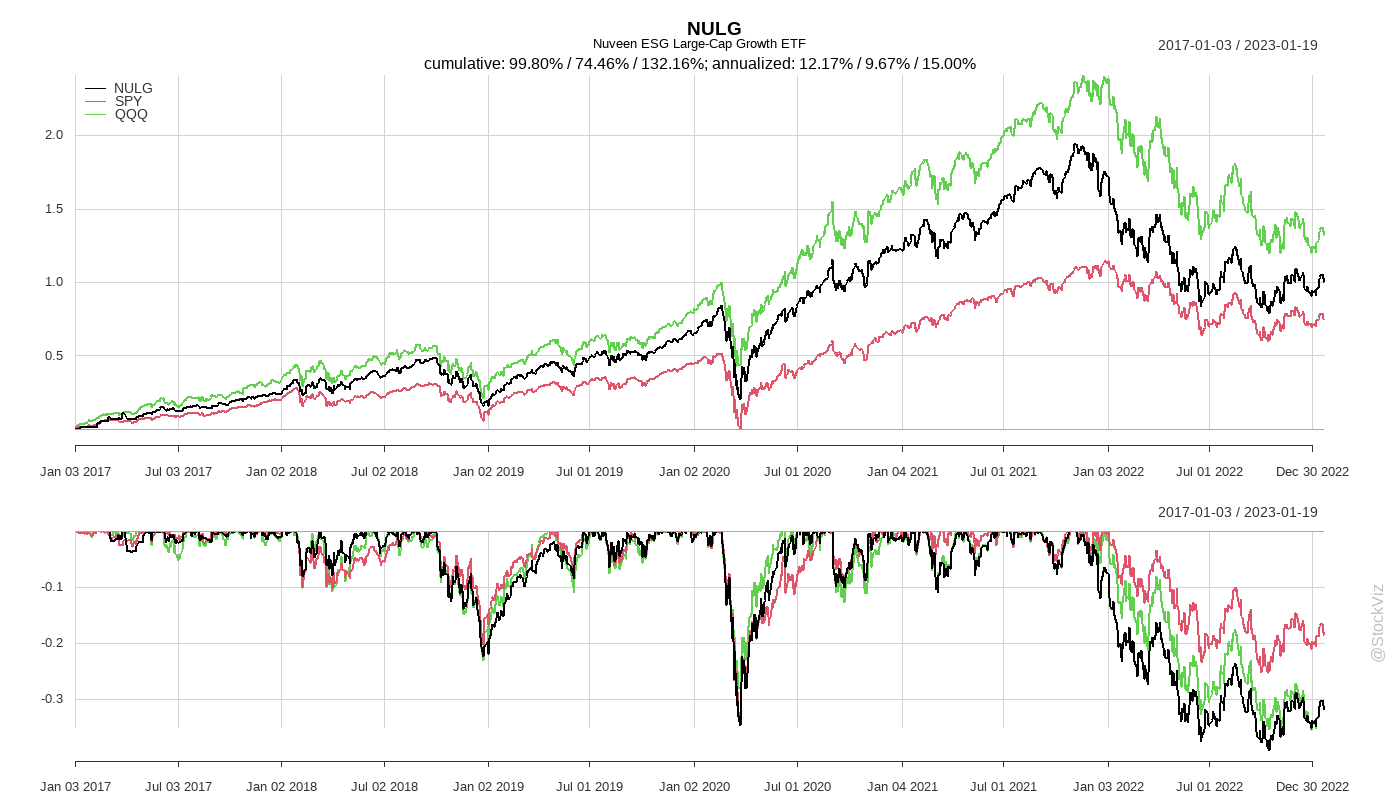 NULG
Nuveen ESG Large-Cap Growth ETF
2017-01-03 / 2023-01-19
cumulative: 99.80% / 74.46% / 132.16%; annualized: 12.17% / 9.67% / 15.00%
NULG
SPY
QQQ
2.0
1.5
1.0
0.5
Jan 03 2017 Jul 03 2017 Jan 02 2018 Jul 02 2018 Jan 02 2019 Jul 01 2019 Jan 02 2020 Jul 01 2020 Jan 04 2021 Jul 01 2021 Jan 03 2022 Jul 01 2022 Dec 30 2022
2017-01-03 / 2023-01-19
-0.1
-0.2
-0.3
Jan 03 2017 Jul 03 2017 Jan 02 2018 Jul 02 2018 Jan 02 2019 Jul 01 2019 Jan 02 2020 Jul 01 2020 Jan 04 2021 Jul 01 2021 Jan 03 2022 Jul 01 2022 Dec 30 2022
@StockViz